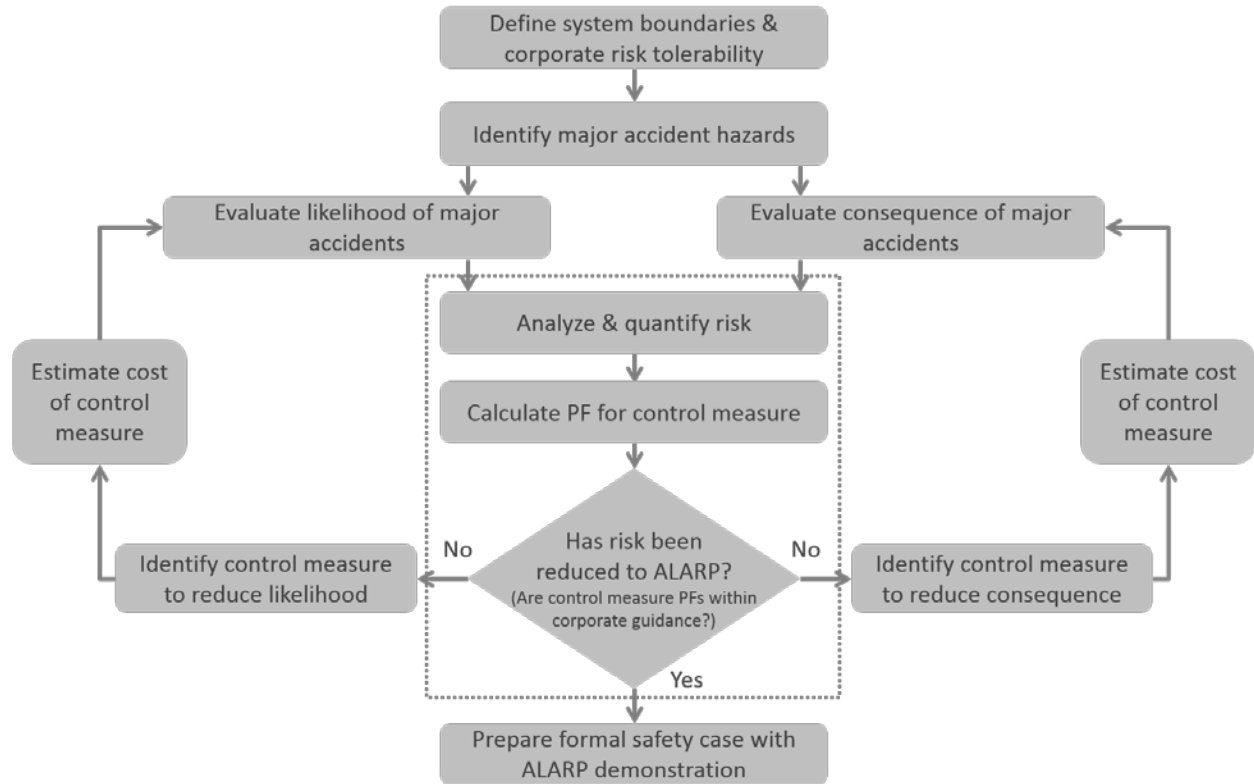 Define system boundaries &
corporate risk tolerability
Identify major accident hazards
Evaluate likelihood of major
accidents
Evaluate consequence of major
accidents
Analyze & quantify risk
Estimate cost
of control
measure
Calculate PF for control measure
Estimate cost
of control
measure
No
Has risk been
reduced to ALARP?
(Are control measure PFs within
corporate guidance?)
No
Identify control measure
to reduce likelihood
Identify control measure
to reduce consequence
Yes
Prepare formal safety case with
ALARP demonstration